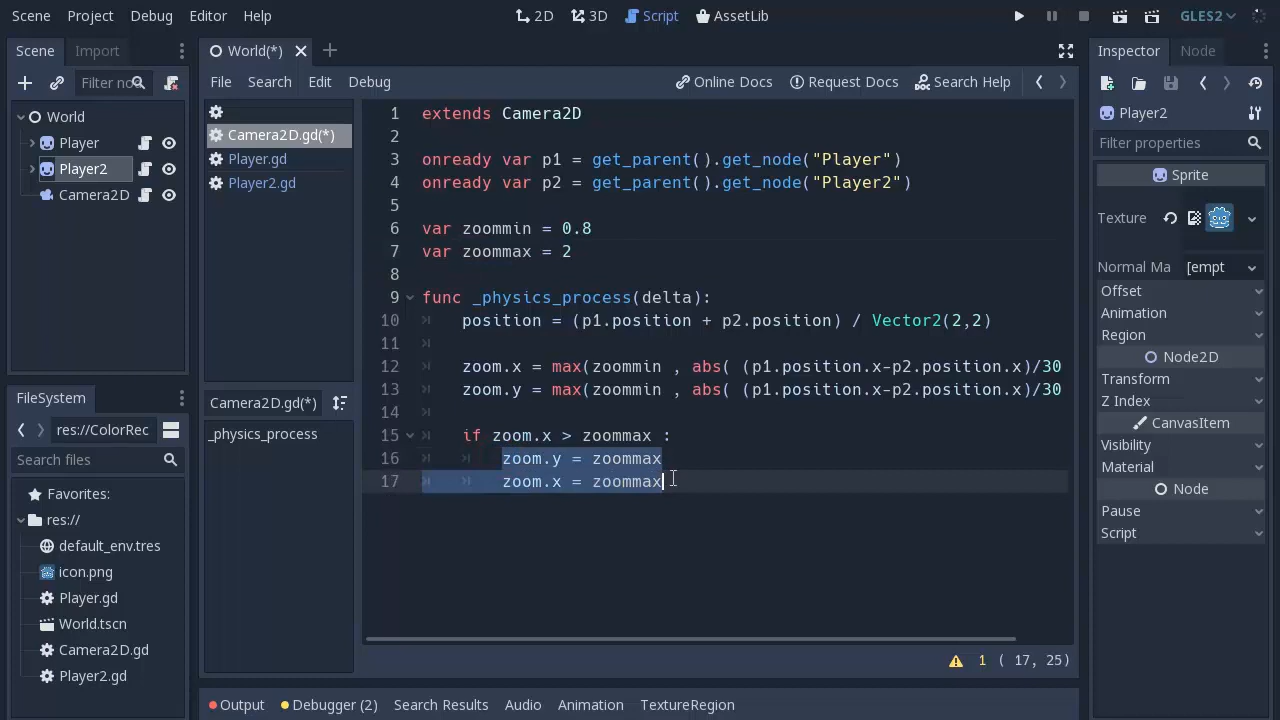 Scene Project Debug Editor Help
2D 3D Script AssetLib
GLES2
Scene Import
Filter no
World
Player
Player2
Camera2D
FileSystem
res://ColorRec
Search files
Favorites:
res://
default_env.tres
icon.png
Player.gd
World.tscn
Camera2D.gd
Player2.gd
World(*)
File Search Edit Debug
Online Docs Request Docs Search Help
Camera2D.gd(*)
Player.gd
Player2.gd
Camera2D.gd(*)
_physics_process
1 extends Camera2D
2
3 onready var p1 = get_parent().get_node("Player")
4 onready var p2 = get_parent().get_node("Player2")
5
6 var zoommin = 0.8
7 var zoommax = 2
8
9 func _physics_process(delta):
10 position = (p1.position + p2.position) / Vector2(2,2)
11
12 zoom.x = max(zoommin , abs( (p1.position.x-p2.position.x)/30
13 zoom.y = max(zoommin , abs( (p1.position.x-p2.position.x)/30
14
15 if zoom.x > zoommax :
16 zoom.y = zoommax
17 zoom.x = zoommax
1 ( 17, 25)
Output Debugger (2) Search Results Audio Animation TextureRegion
Inspector Node
Player2
Filter properties
Sprite
Texture
Normal Ma [empt
Offset
Animation
Region
Node2D
Transform
Z Index
CanvasItem
Visibility
Material
Node
Pause
Script